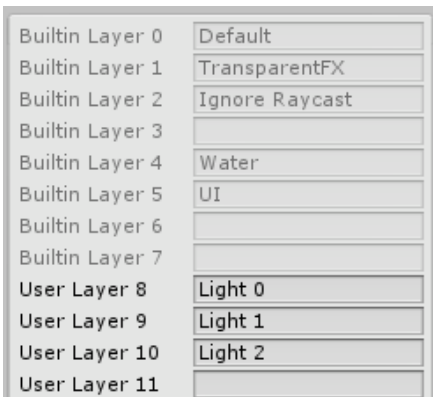 Builtin Layer 0 Default
Builtin Layer 1 TransparentFX
Builtin Layer 2 Ignore Raycast
Builtin Layer 3
Builtin Layer 4 Water
Builtin Layer 5 UI
Builtin Layer 6
Builtin Layer 7
User Layer 8 Light 0
User Layer 9 Light 1
User Layer 10 Light 2
User Layer 11